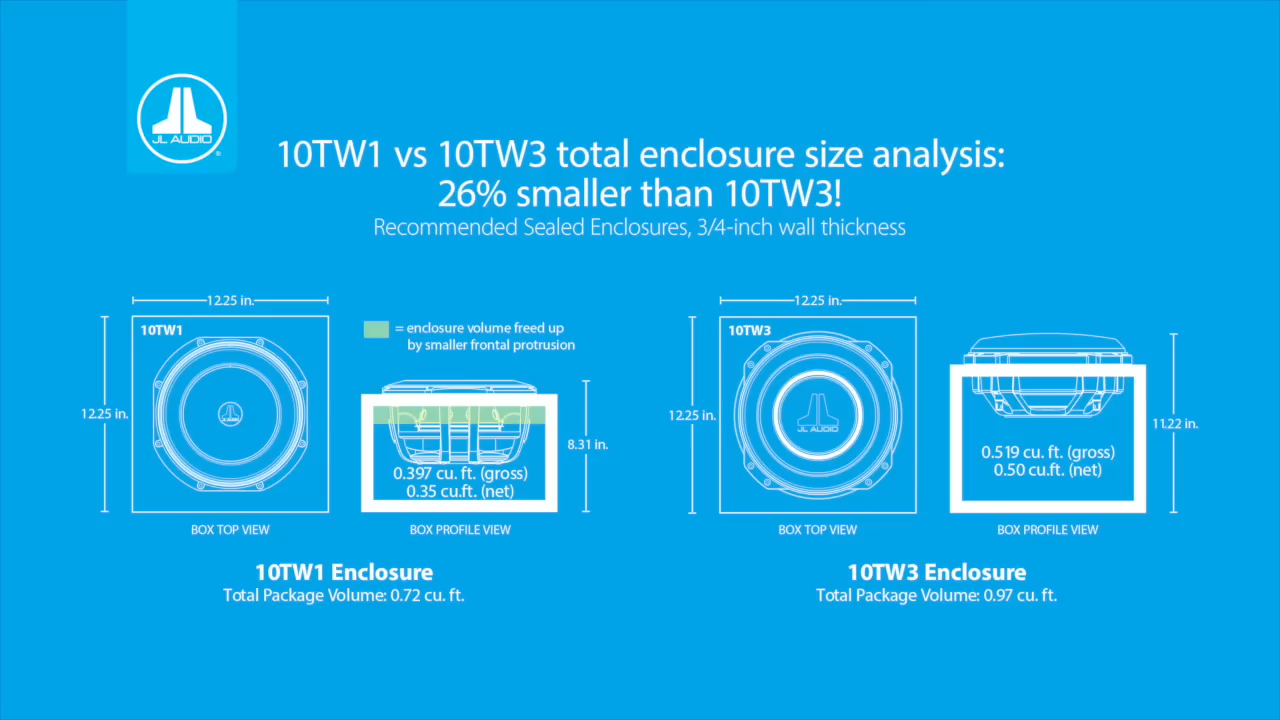 JL AUDIO
®
10TW1 vs 10TW3 total enclosure size analysis:
26% smaller than 10TW3!
Recommended Sealed Enclosures, 3/4-inch wall thickness
12.25 in.
10TW1
12.25 in.
JL AUDIO
BOX TOP VIEW
= enclosure volume freed up
by smaller frontal protrusion
8.31 in.
0.397 cu. ft. (gross)
0.35 cu.ft. (net)
BOX PROFILE VIEW
10TW1 Enclosure
Total Package Volume: 0.72 cu. ft.
12.25 in.
10TW3
12.25 in.
JL AUDIO
BOX TOP VIEW
11.22 in.
0.519 cu. ft. (gross)
0.50 cu.ft. (net)
BOX PROFILE VIEW
10TW3 Enclosure
Total Package Volume: 0.97 cu. ft.